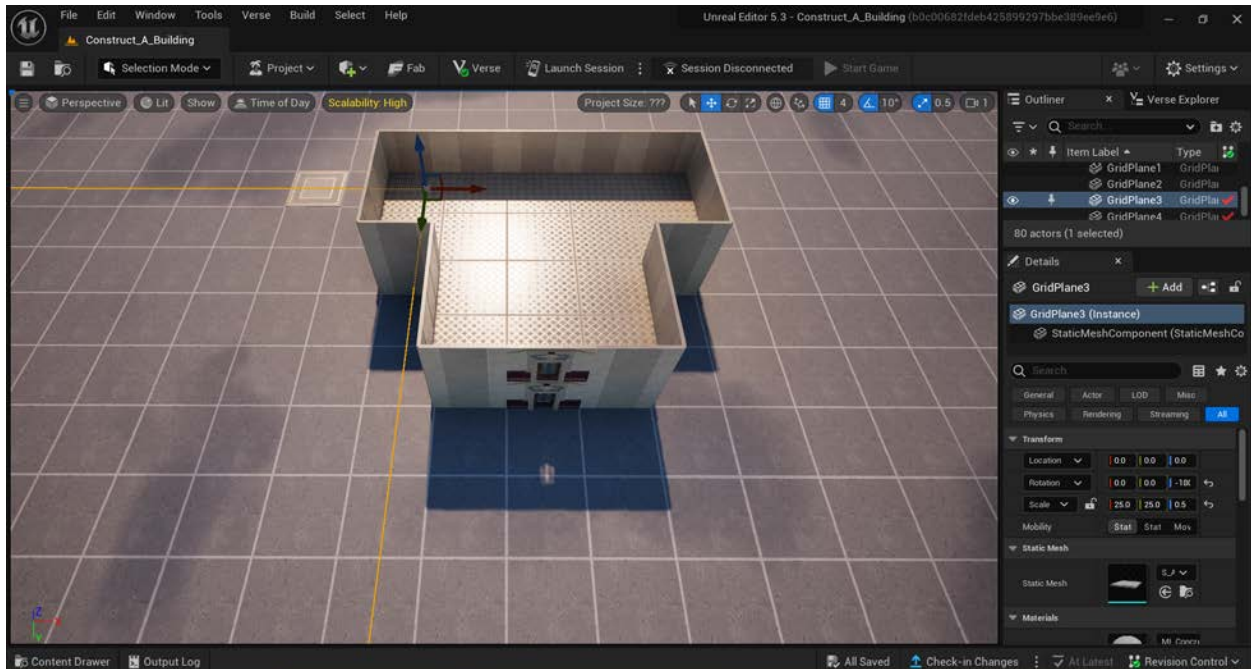 File Edit Window Tools Verse Build Select Help
Unreal Editor 5.3 - Construct_A_Building (b0c00682fdeb425899297bbe389ee9e6)
Construct_A_Building
Selection Mode Project Fab Verse Launch Session Session Disconnected Start Game Settings
Perspective Lit Show Time of Day Scalability: High Project Size: ??? 4 10° 0.5 1
Outliner Verse Explorer
Search...
Item Label Type
GridPlane1 GridPlai
GridPlane2 GridPlai
GridPlane3 GridPlai
GridPlane4 GridPlai
80 actors (1 selected)
Details
GridPlane3 Add
GridPlane3 (Instance)
StaticMeshComponent (StaticMeshCo
Search
General Actor LOD Misc
Physics Rendering Streaming All
Transform
Location 0.0 0.0 0.0
Rotation 0.0 0.0
Scale 25.0 25.0 0.5
Mobility Stat Stat Mov
Static Mesh
Static Mesh
Materials
Z
Content Drawer Output Log All Saved Check-in Changes At Latest Revision Control